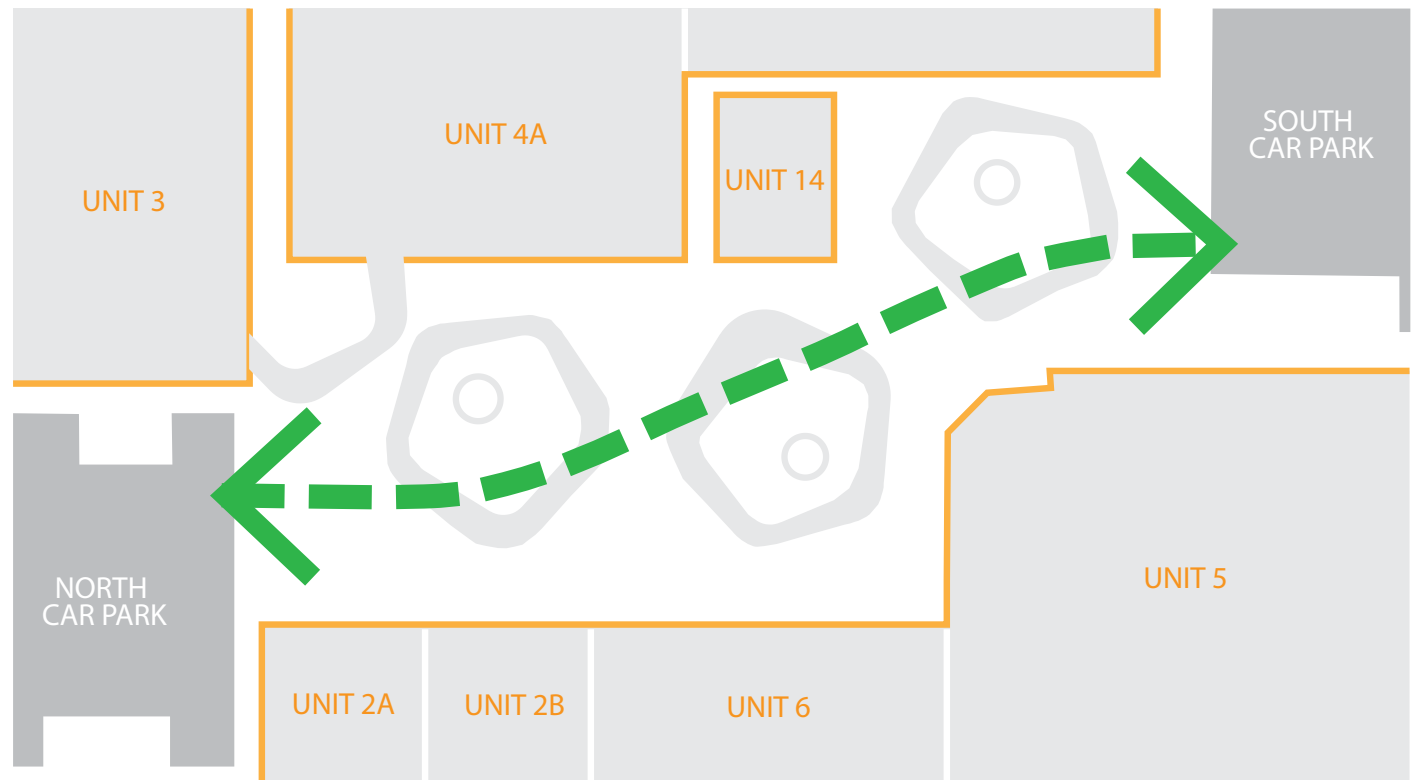 UNIT 3
UNIT 4A
UNIT 14
SOUTH
CAR PARK
NORTH
CAR PARK
UNIT 5
UNIT 2A
UNIT 2B
UNIT 6